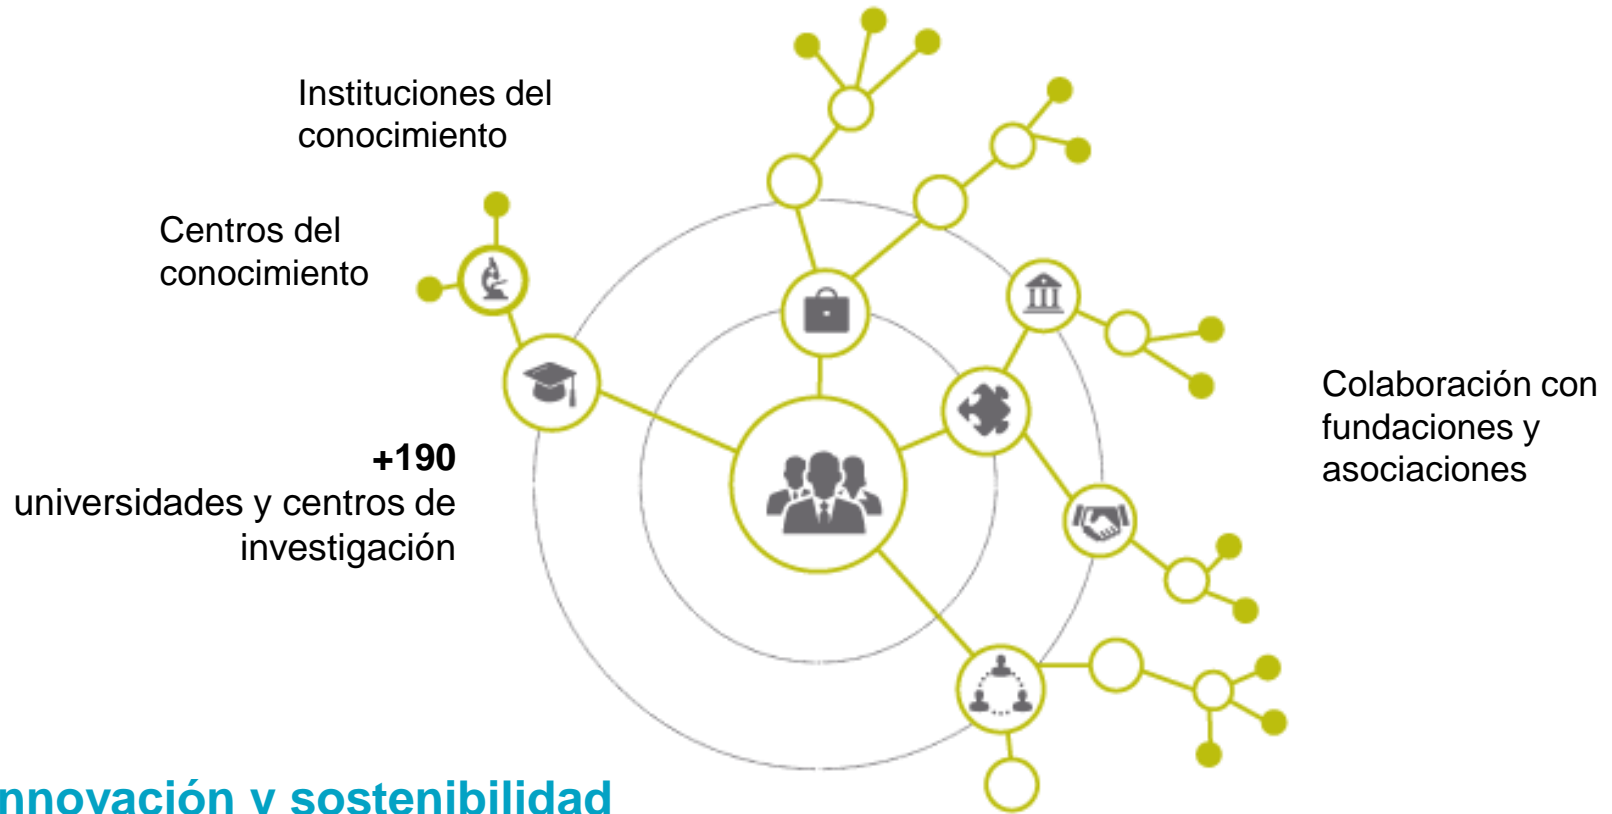 Instituciones del
conocimiento
Centros del
conocimiento
+190
universidades y centros de
investigación
Colaboración con
fundaciones y
asociaciones
nnovación y sostenibilidad